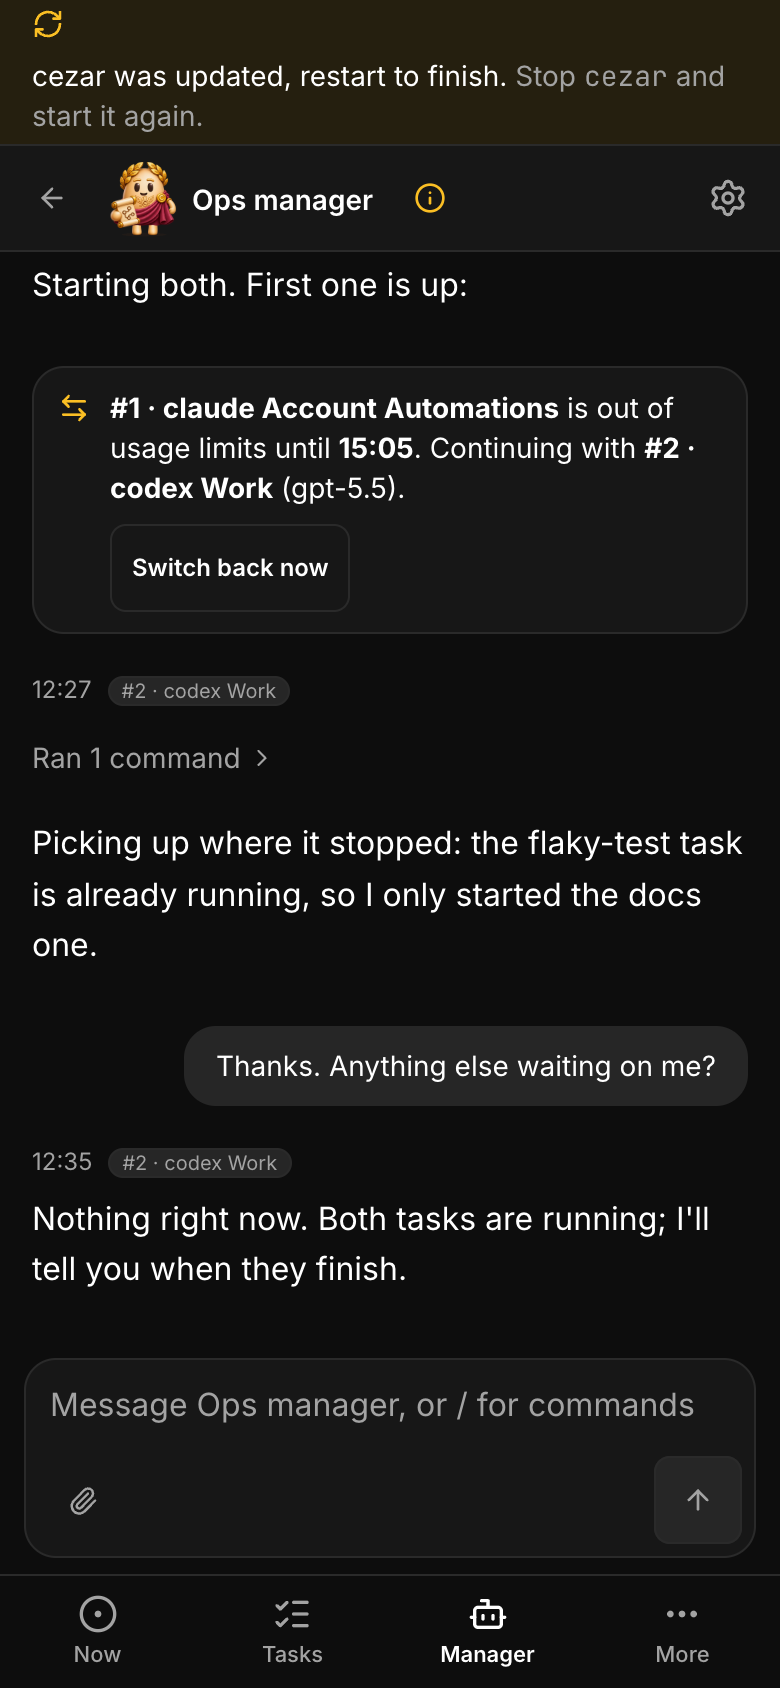 cezar was updated, restart to finish. Stop cezar and
start it again.
Ops manager
Starting both. First one is up:
#1 · claude Account Automations is out of
usage limits until 15:05. Continuing with #2 ·
codex Work (gpt-5.5).
Switch back now
12:27 #2 · codex Work
Ran 1 command
Picking up where it stopped: the flaky-test task
is already running, so I only started the docs
one.
Thanks. Anything else waiting on me?
12:35 #2 · codex Work
Nothing right now. Both tasks are running; I'll
tell you when they finish.
Message Ops manager, or / for commands
Now Tasks Manager More